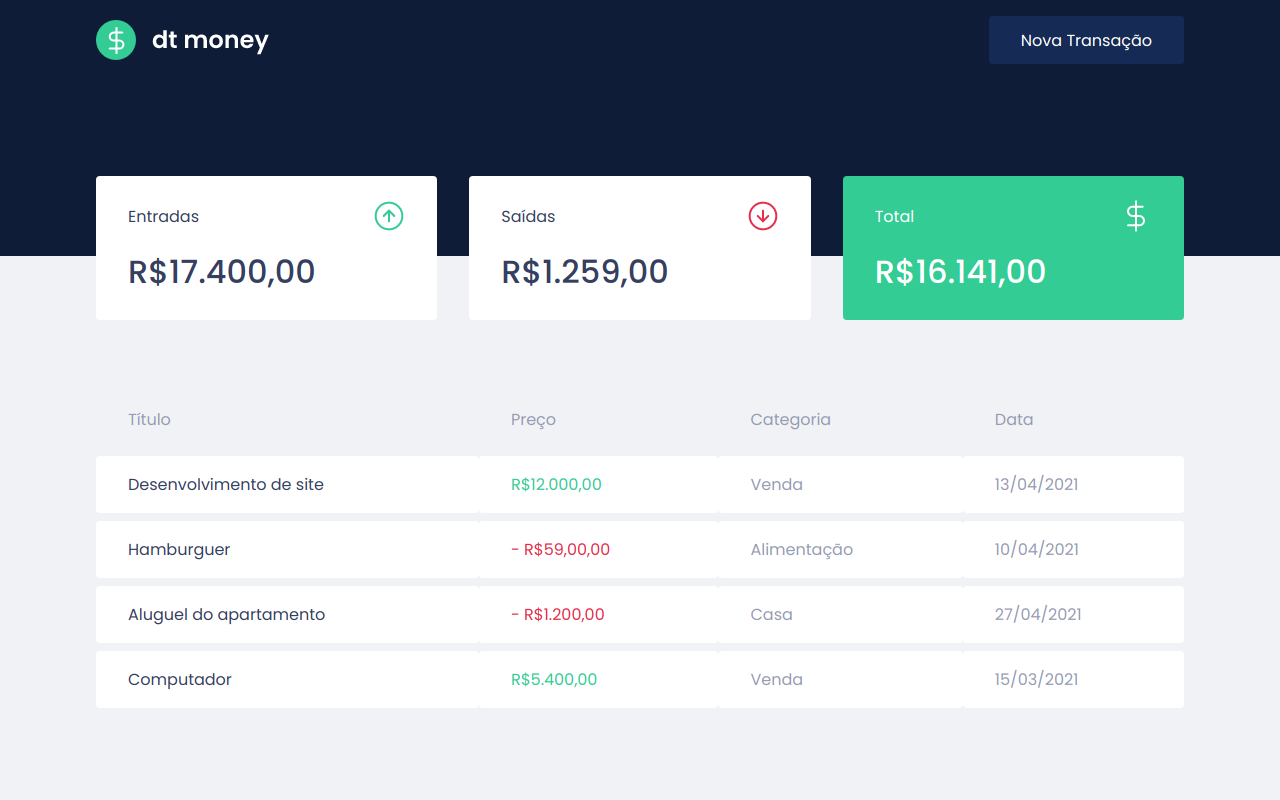 dt money
Nova Transação
Entradas
R$17.400,00
Saídas
R$1.259,00
Total
R$16.141,00
Título Preço Categoria Data
Desenvolvimento de site R$12.000,00 Venda 13/04/2021
Hamburguer - R$59,00,00 Alimentação 10/04/2021
Aluguel do apartamento - R$1.200,00 Casa 27/04/2021
Computador R$5.400,00 Venda 15/03/2021